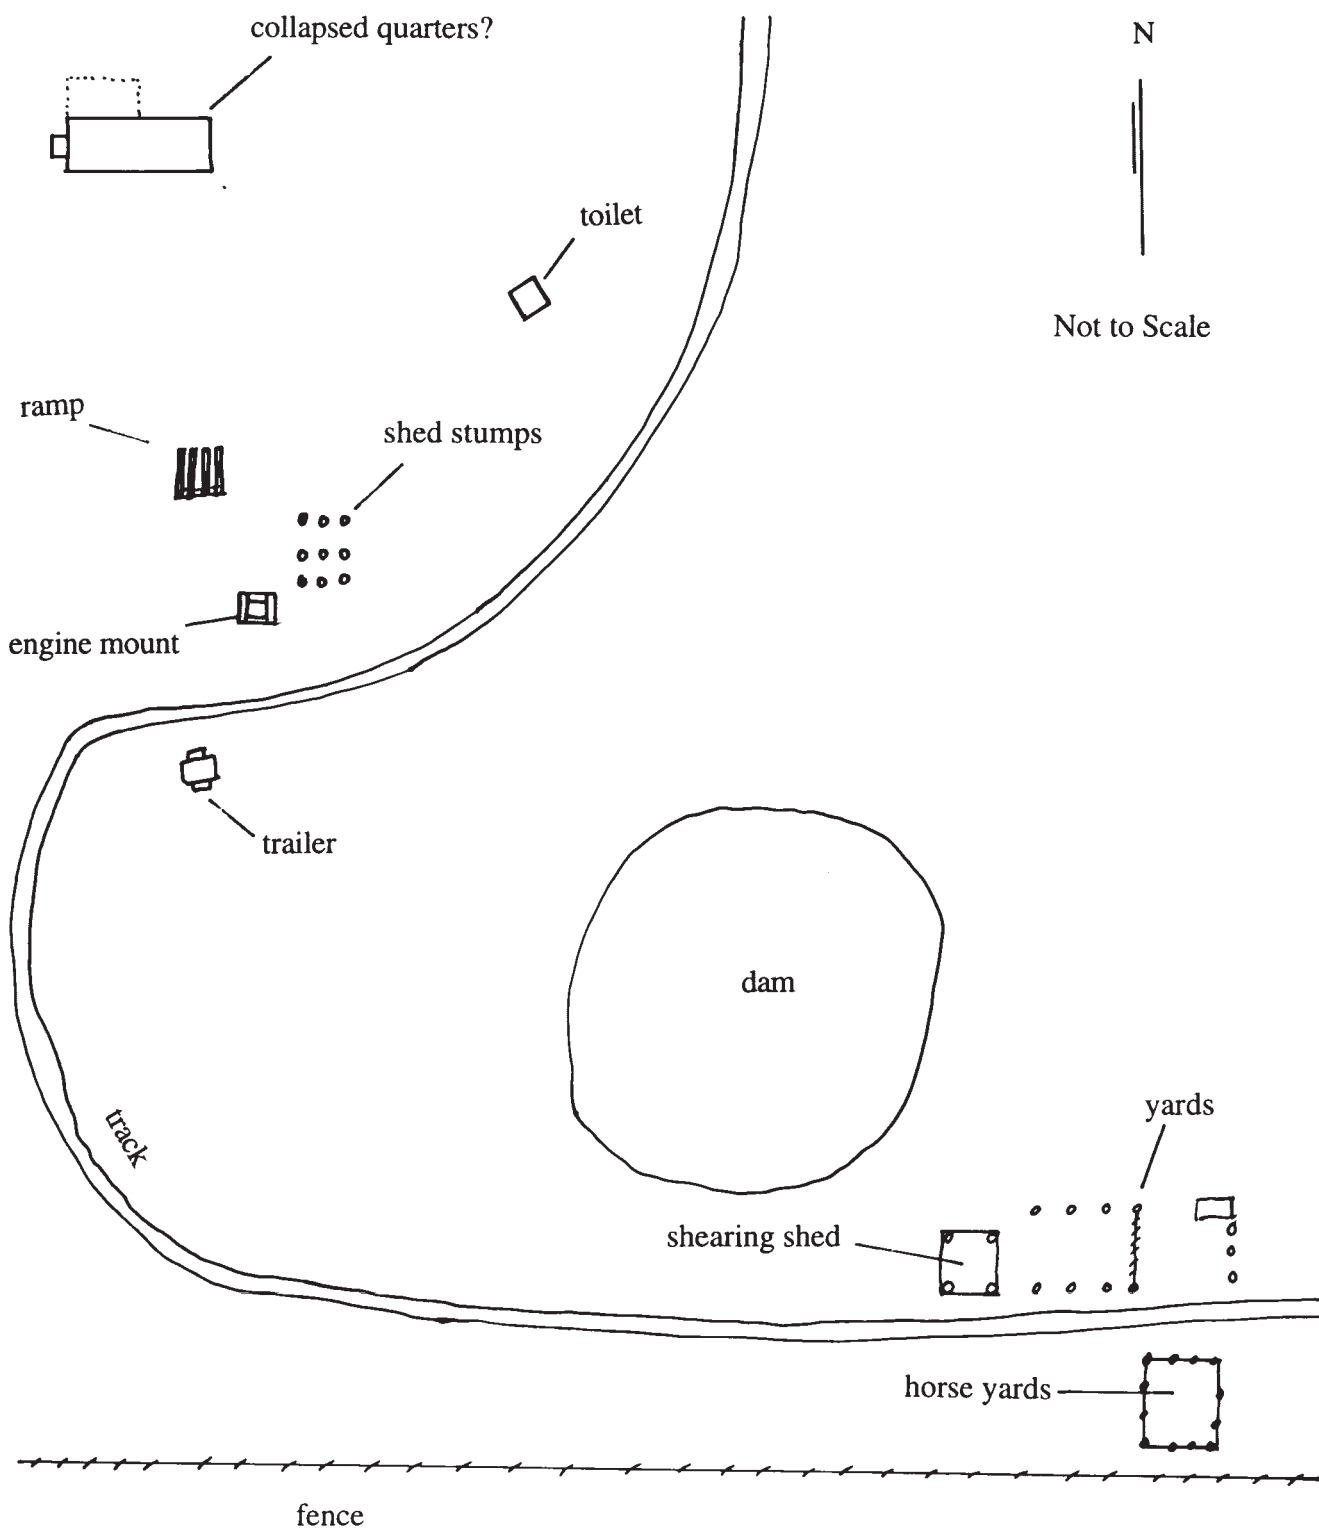 collapsed quarters?
N
toilet
Not to Scale
ramp
shed stumps
engine mount
trailer
dam
yards
track
shearing shed
horse yards
fence